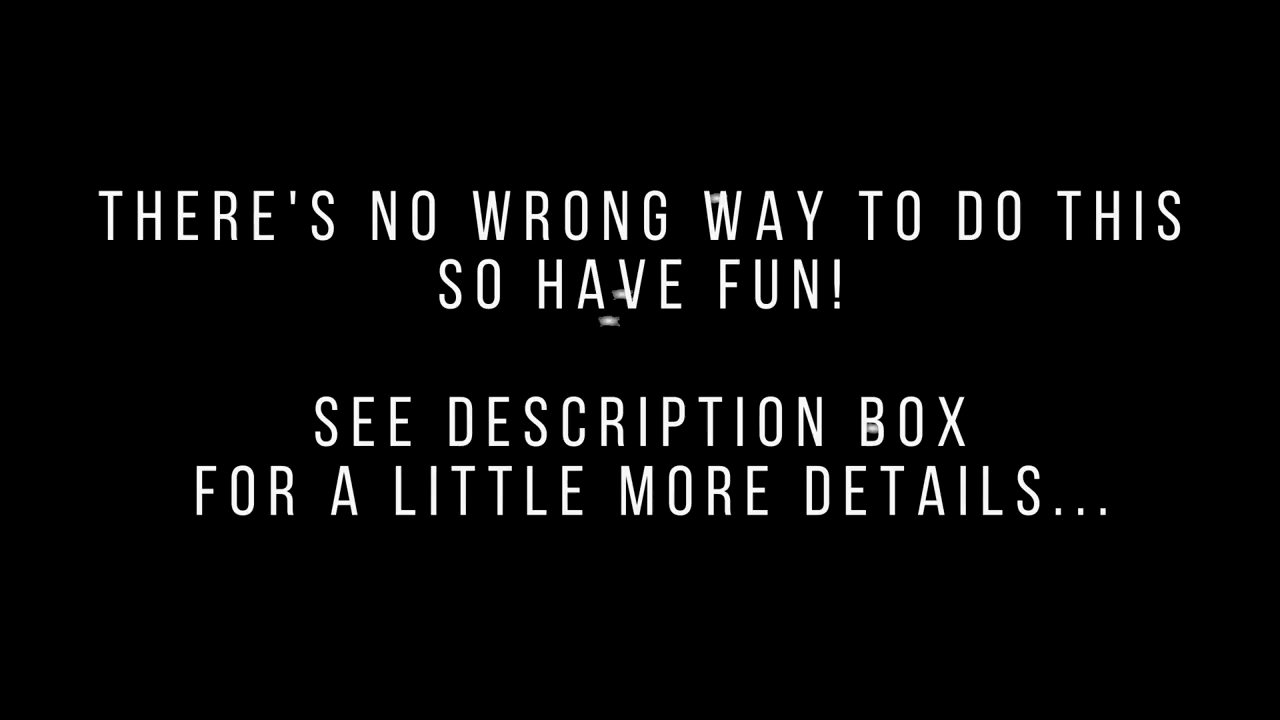 THERE'S NO WRONG WAY TO DO THIS
SO HAVE FUN!
SEE DESCRIPTION BOX
FOR A LITTLE MORE DETAILS...